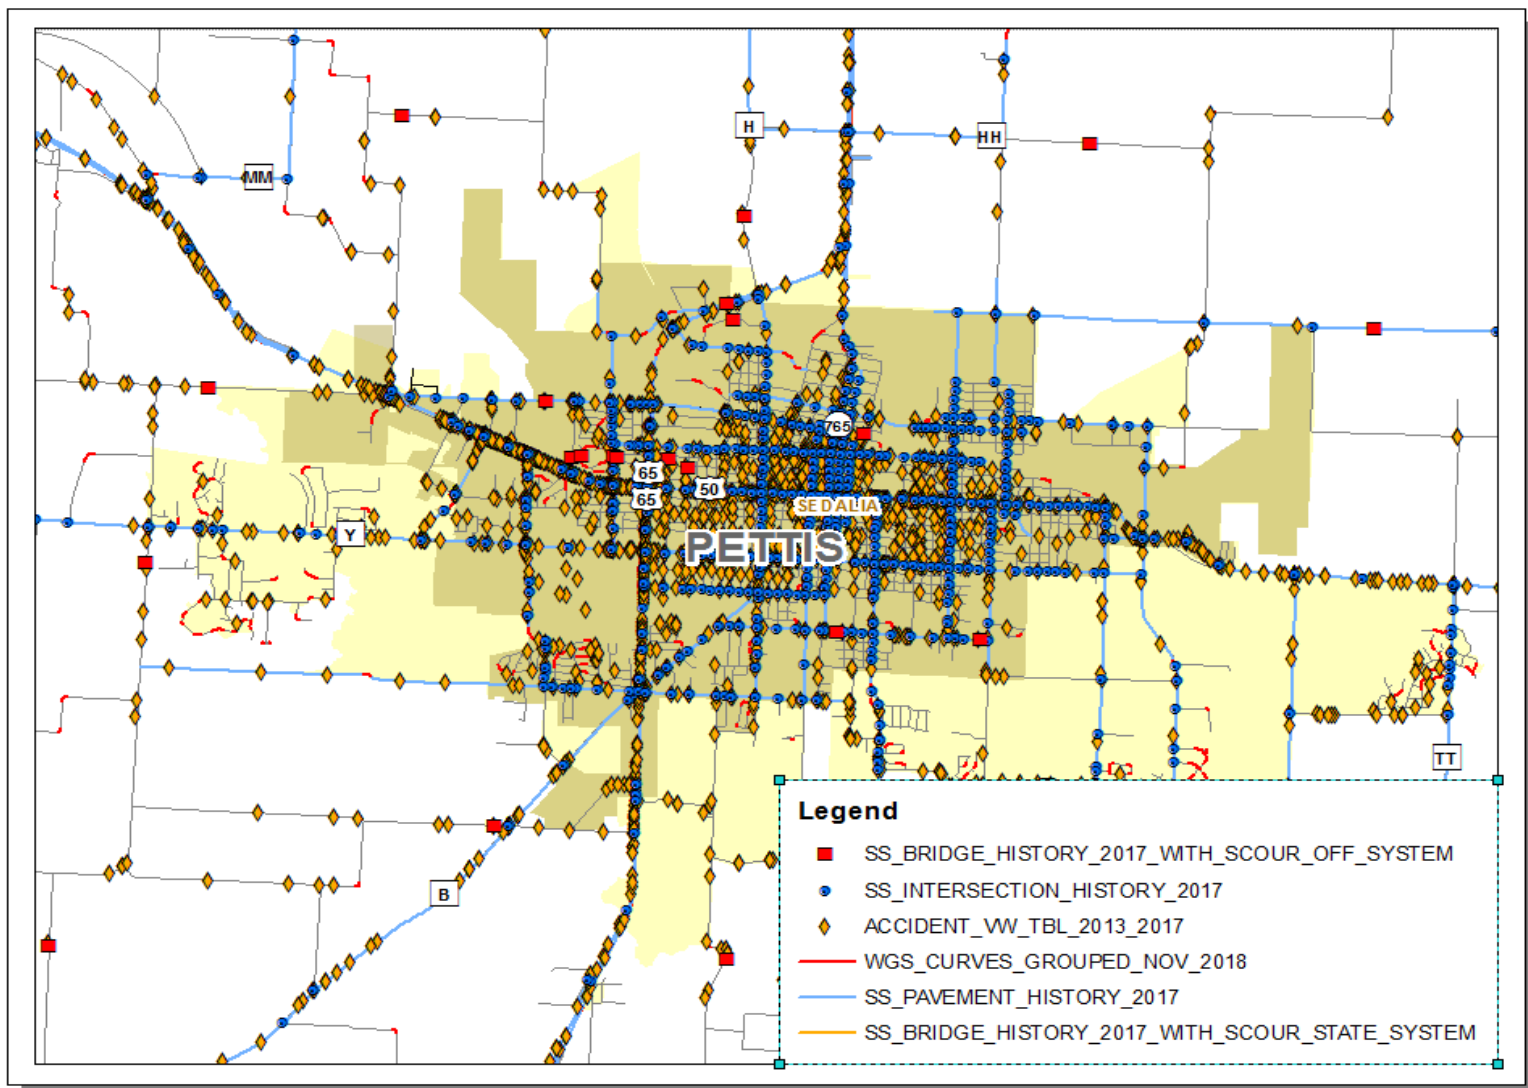 H
HH
MM
765
65
50
65
SEDALIA
Y
PETTIS
TT
B
Legend
SS_BRIDGE_HISTORY_2017_WITH_SCOUR_OFF_SYSTEM
SS_INTERSECTION_HISTORY_2017
ACCIDENT_VW_TBL_2013_2017
WGS_CURVES_GROUPED_NOV_2018
SS_PAVEMENT_HISTORY_2017
SS_BRIDGE_HISTORY_2017_WITH_SCOUR_STATE_SYSTEM